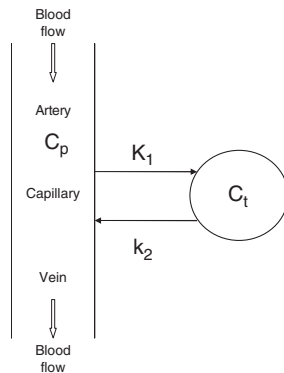 Blood
flow
Artery
C_p
K_1
Capillary
C_t
k_2
Vein
Blood
flow